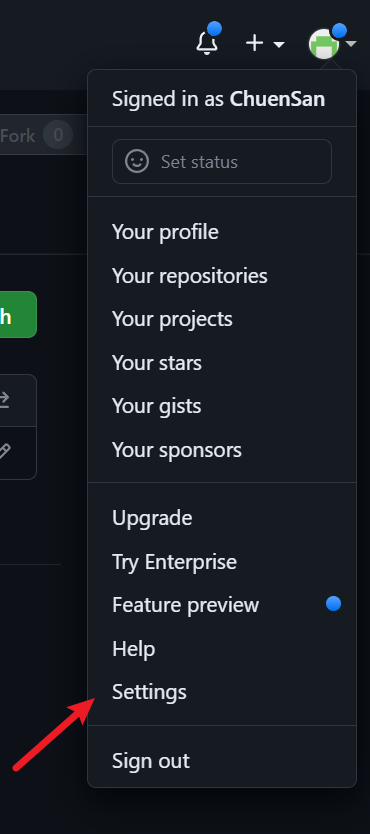 Signed in as ChuenSan
Fork 0
Set status
Your profile
Your repositories
Your projects
h
Your stars
Your gists
Your sponsors
Upgrade
Try Enterprise
Feature preview
Help
Settings
Sign out